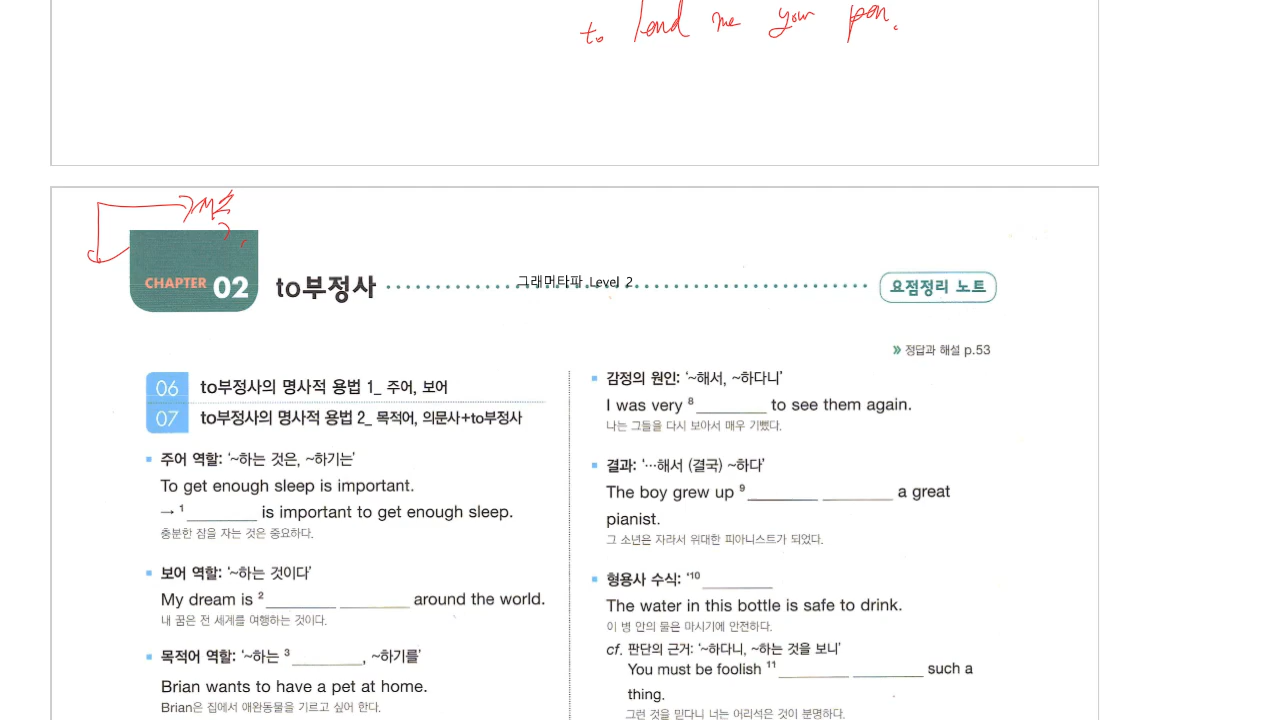 to lend me your pen.
CHAPTER 02 to부정사 그래머타파 Level 2 요점정리 노트
» 정답과 해설 p.53
06 to부정사의 명사적 용법 1_ 주어, 보어
07 to부정사의 명사적 용법 2_ 목적어, 의문사+to부정사
▪ 주어 역할: ‘~하는 것은, ~하기는’
To get enough sleep is important.
→ 1________ is important to get enough sleep.
충분한 잠을 자는 것은 중요하다.
▪ 보어 역할: ‘~하는 것이다’
My dream is 2________ ________ around the world.
내 꿈은 전 세계를 여행하는 것이다.
▪ 목적어 역할: ‘~하는 3________, ~하기를’
Brian wants to have a pet at home.
Brian은 집에서 애완동물을 기르고 싶어 한다.
▪ 감정의 원인: ‘~해서, ~하다니’
I was very 8________ to see them again.
나는 그들을 다시 보아서 매우 기뻤다.
▪ 결과: ‘…해서 (결국) ~하다’
The boy grew up 9________ ________ a great
pianist.
그 소년은 자라서 위대한 피아니스트가 되었다.
▪ 형용사 수식: ‘10________
The water in this bottle is safe to drink.
이 병 안의 물은 마시기에 안전하다.
cf. 판단의 근거: ‘~하다니, ~하는 것을 보니’
You must be foolish 11________ ________ such a
thing.
그런 것을 믿다니 너는 어리석은 것이 분명하다.